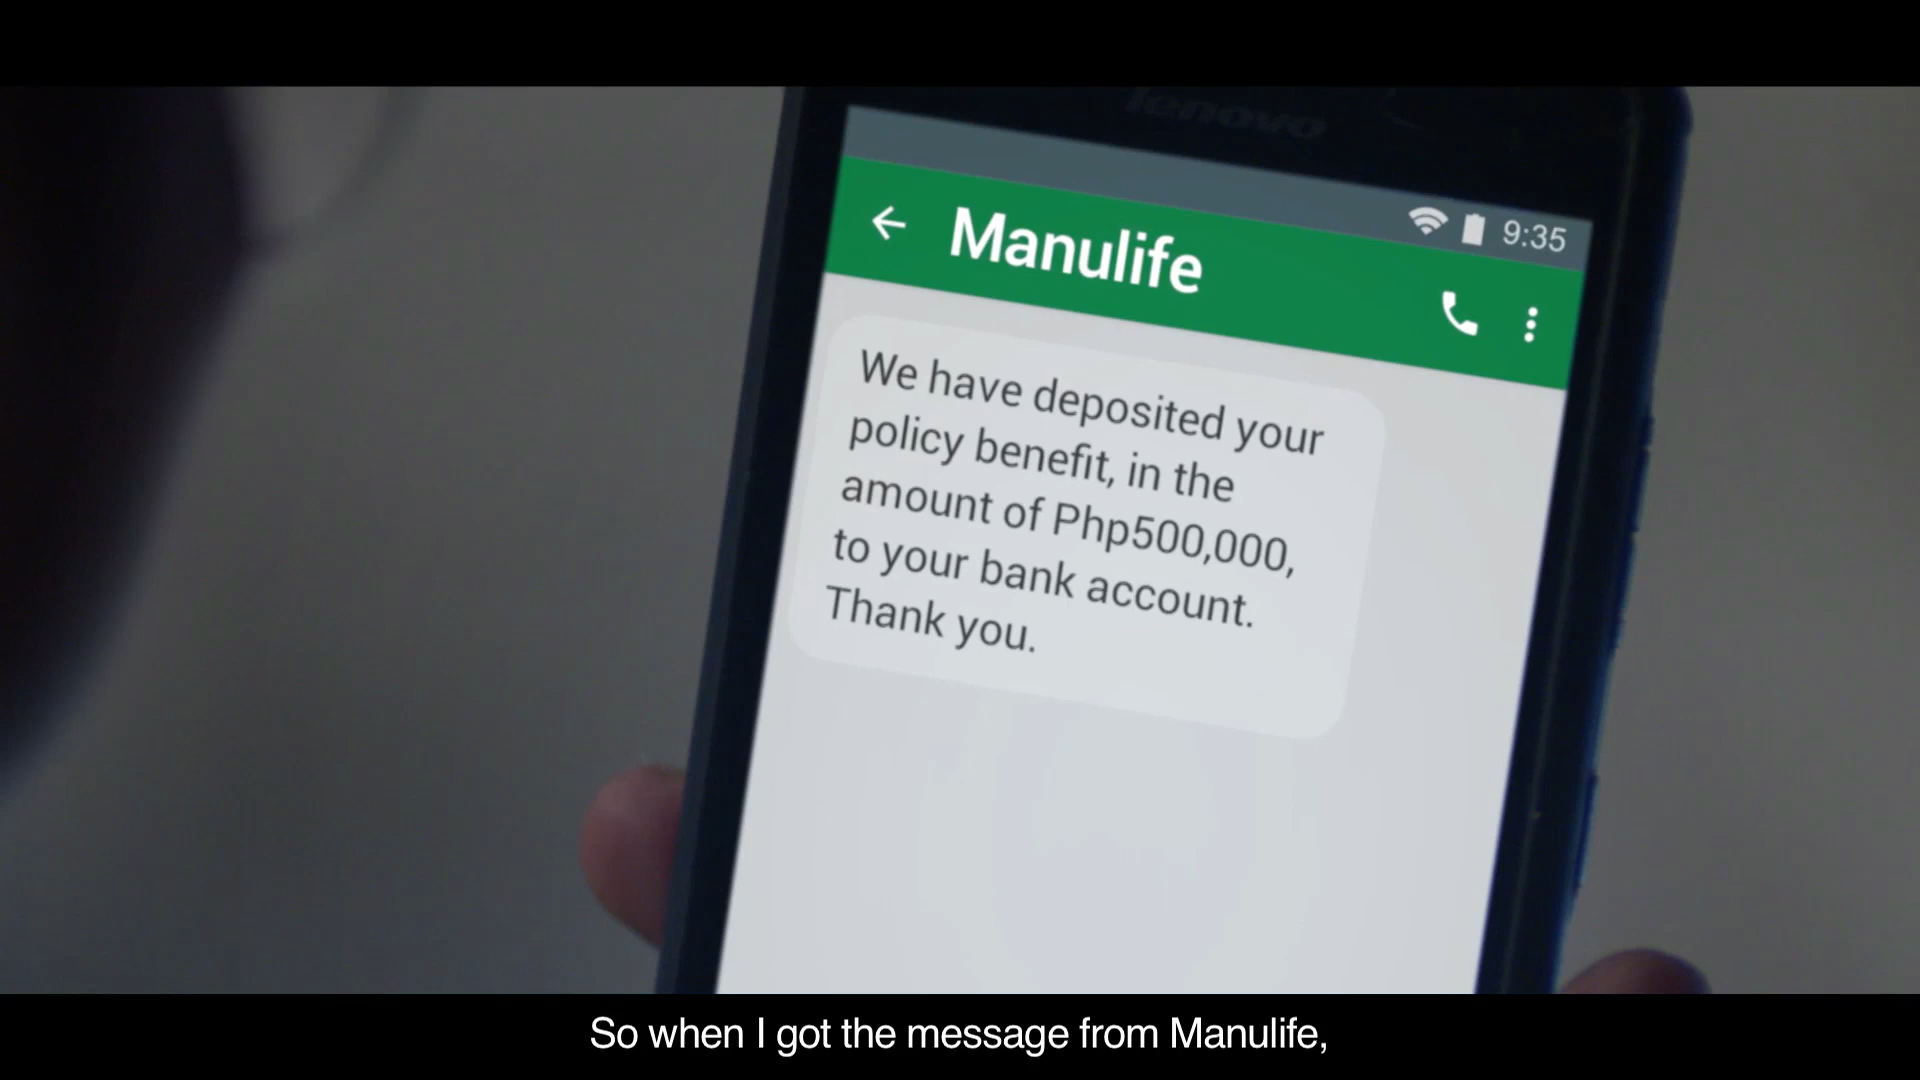 lenovo
9:35
Manulife
We have deposited your
policy benefit, in the
amount of Php500,000,
to your bank account.
Thank you.
So when I got the message from Manulife,